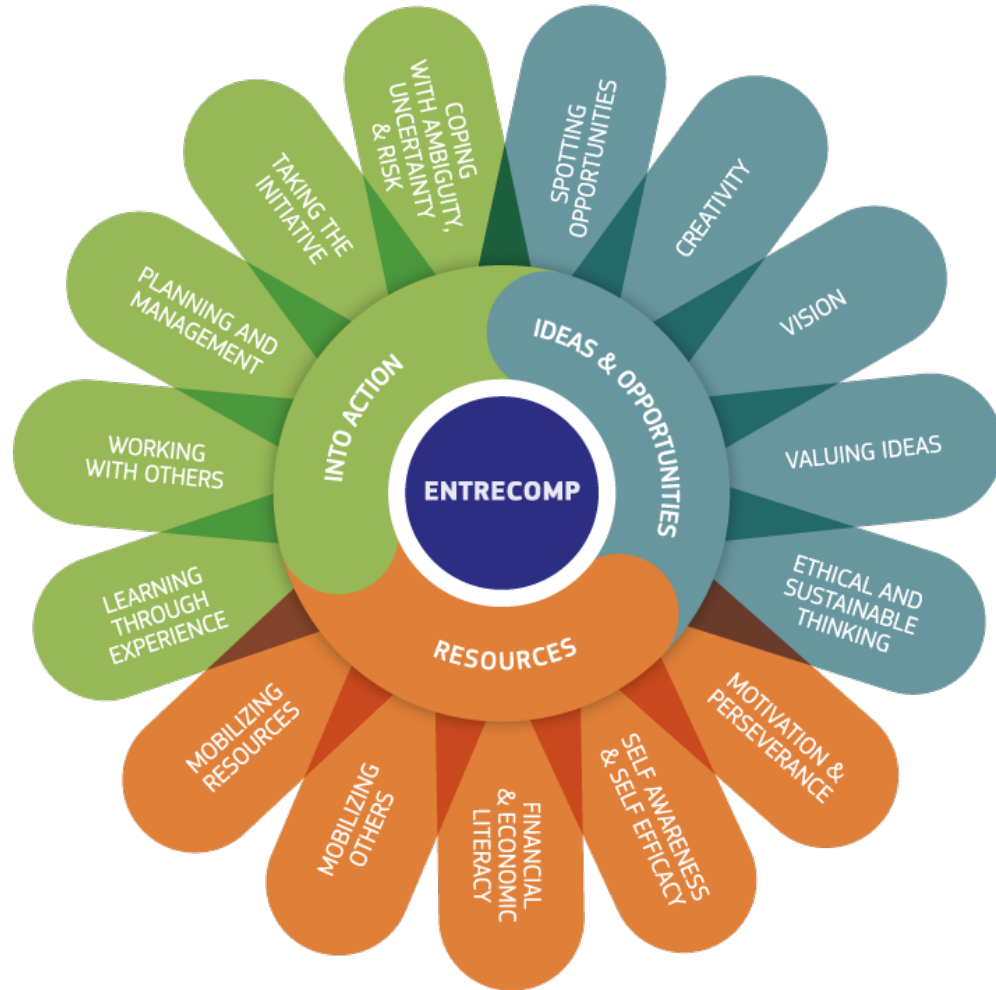 ENTRECOMP
IDEAS & OPPORTUNITIES
SPOTTING
OPPORTUNITIES
CREATIVITY
VISION
VALUING IDEAS
ETHICAL AND
SUSTAINABLE
THINKING
RESOURCES
MOTIVATION &
PERSEVERANCE
SELF AWARENESS
& SELF EFFICACY
FINANCIAL
& ECONOMIC
LITERACY
MOBILIZING
OTHERS
MOBILIZING
RESOURCES
INTO ACTION
LEARNING
THROUGH
EXPERIENCE
WORKING
WITH OTHERS
PLANNING AND
MANAGEMENT
TAKING THE
INITIATIVE
COPING
WITH AMBIGUITY,
UNCERTAINTY
& RISK